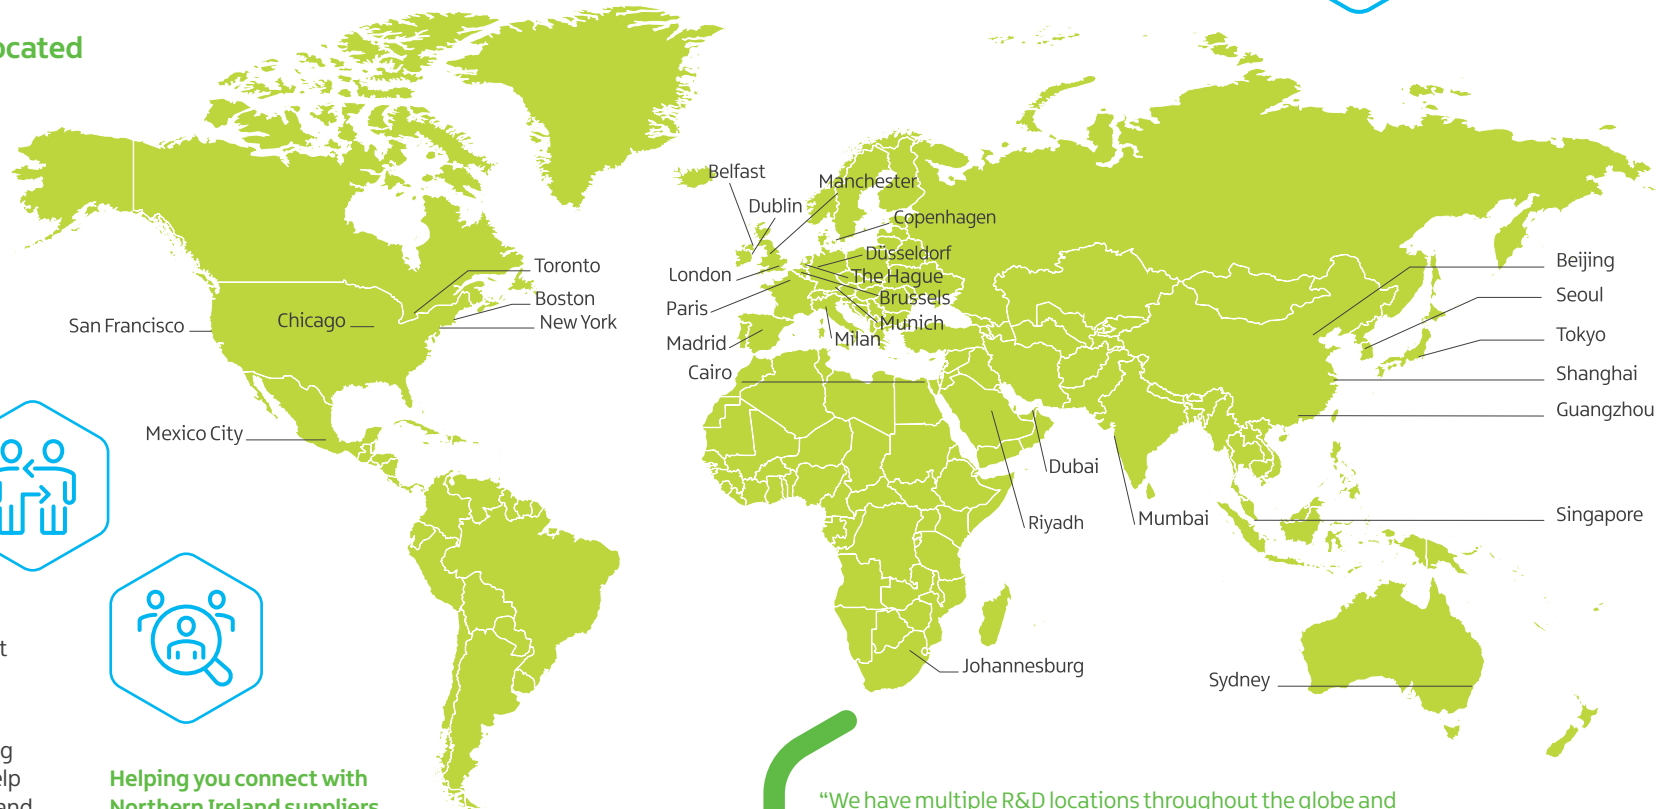 Belfast
Manchester
Dublin
Copenhagen
Düsseldorf
London
The Hague
Brussels
Paris
Munich
Madrid
Milan
Cairo
Toronto
Boston
New York
Chicago
San Francisco
Mexico City
Beijing
Seoul
Tokyo
Shanghai
Guangzhou
Dubai
Riyadh
Mumbai
Singapore
Johannesburg
Sydney
Helping you connect with
Northern Ireland suppliers
“We have multiple R&D locations throughout the globe and